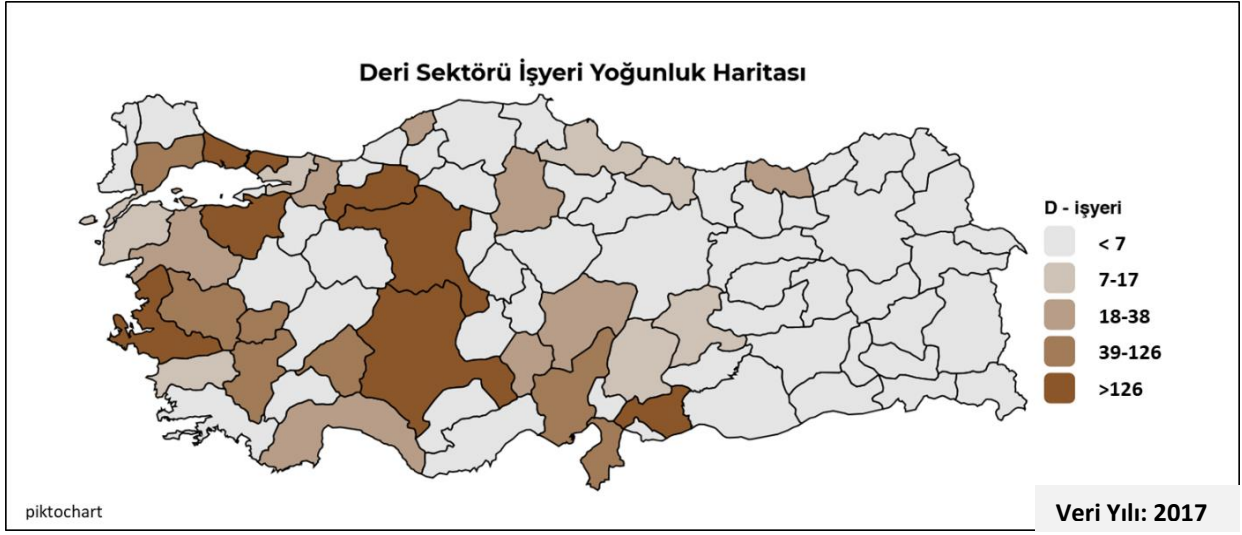 Deri Sektörü İşyeri Yoğunluk Haritası
D - işyeri
< 7
7-17
18-38
39-126
>126
piktochart
Veri Yılı: 2017